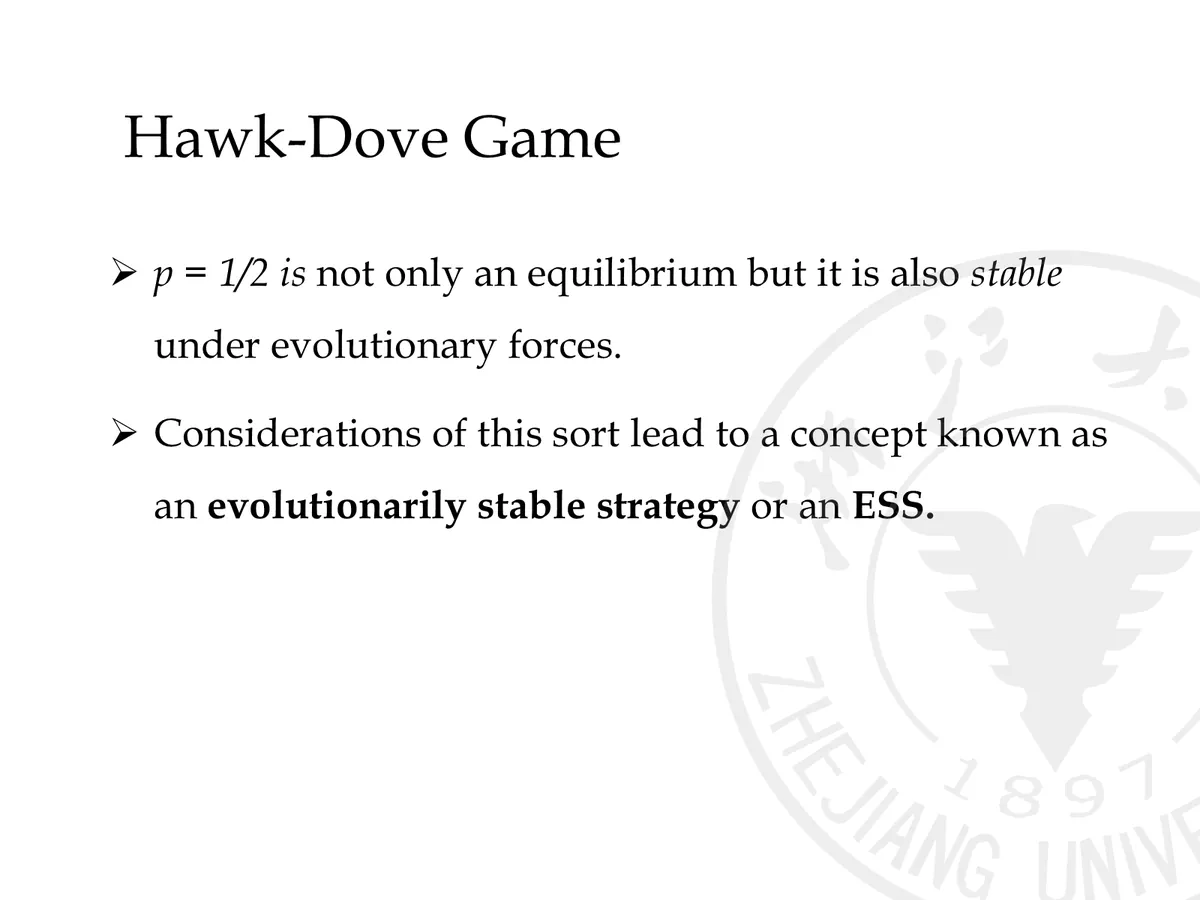 Hawk-Dove Game
➢ p = 1/2 is not only an equilibrium but it is also stable
under evolutionary forces.
➢ Considerations of this sort lead to a concept known as
an evolutionarily stable strategy or an ESS.
1897
ZHEJIANG UNIVE